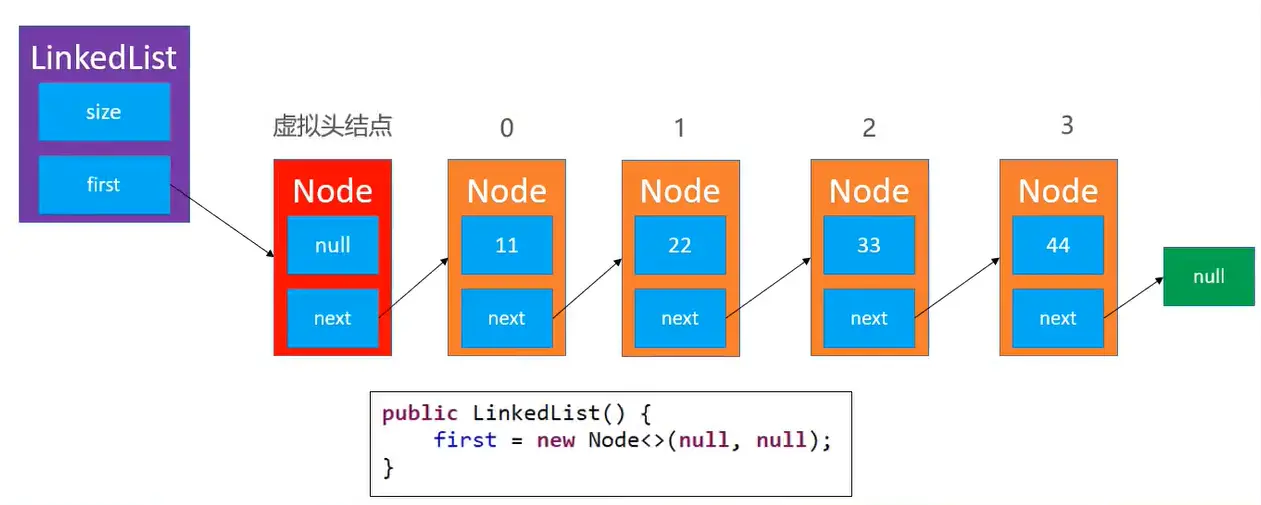 LinkedList
size
first
虚拟头结点
0
1
2
3
Node
null
next
Node
11
next
Node
22
next
Node
33
next
Node
44
next
null
public LinkedList() {
    first = new Node<>(null, null);
}